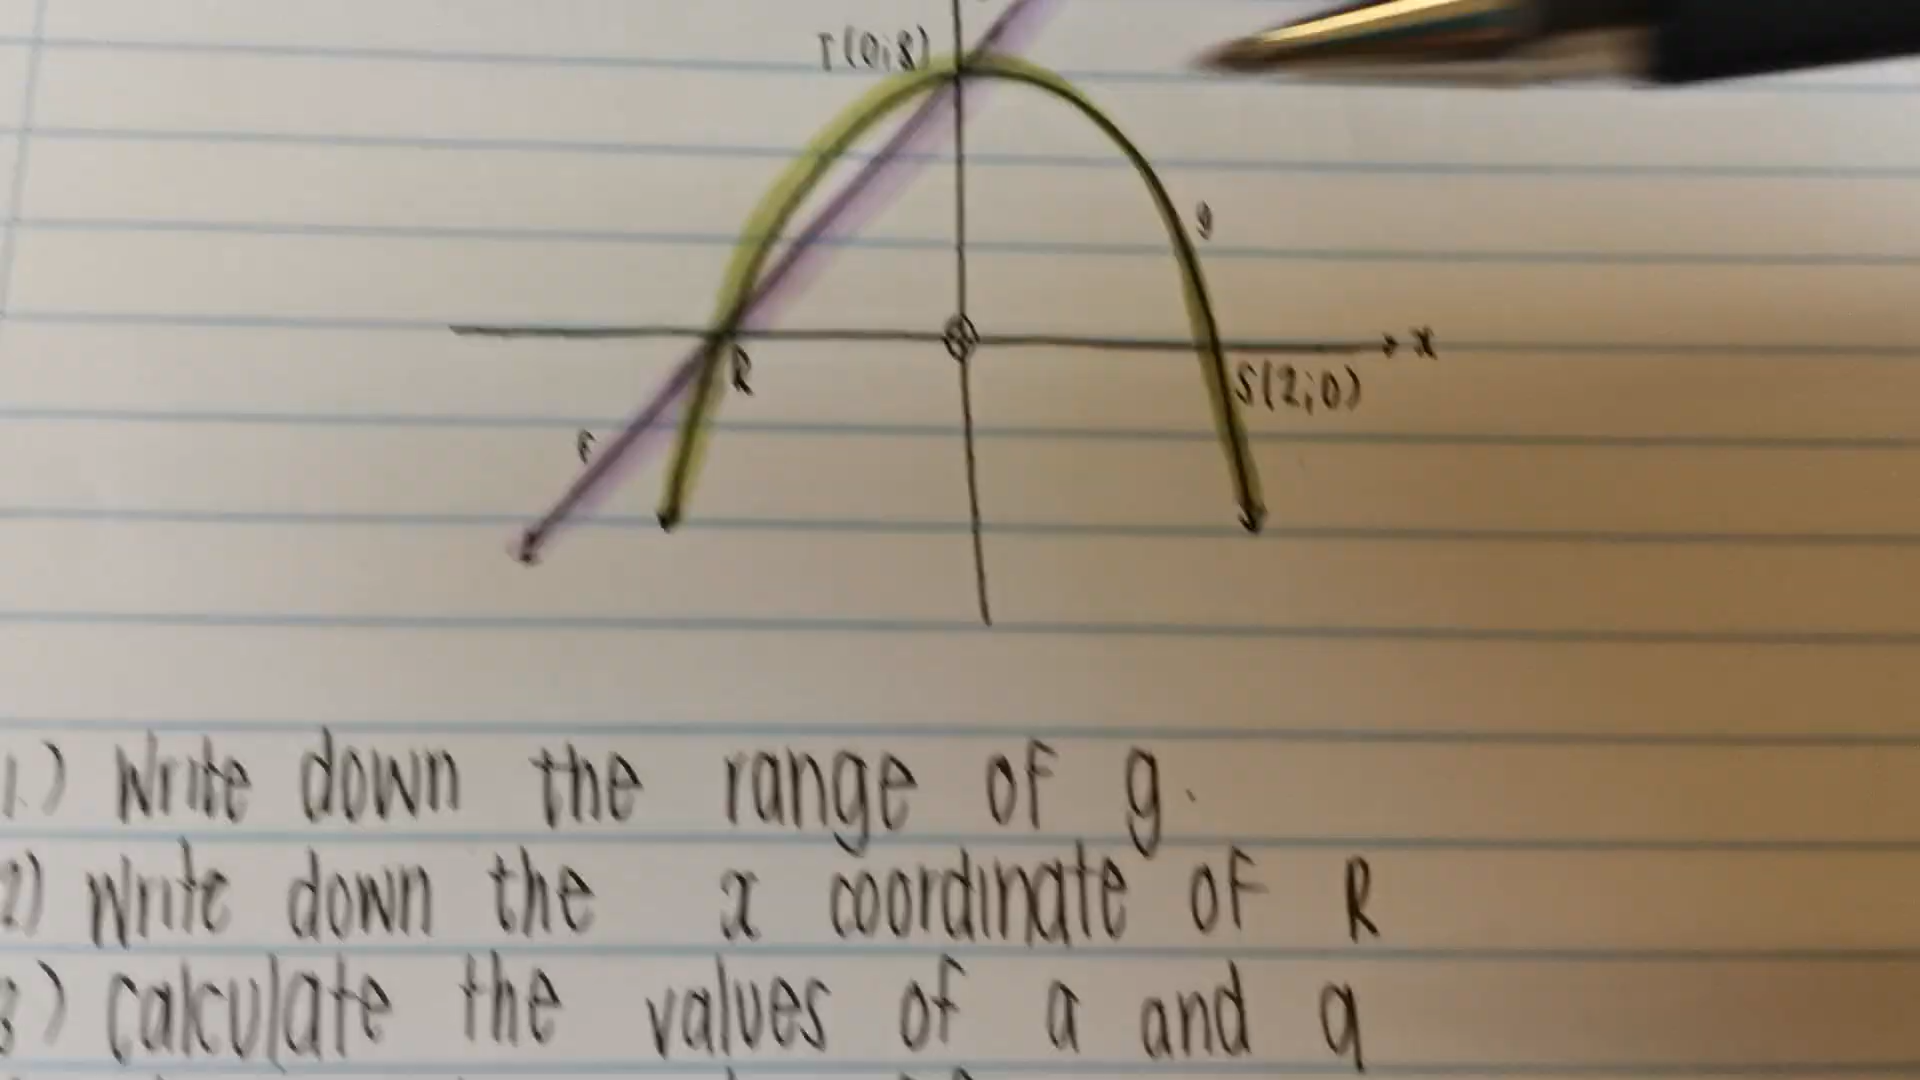 T(0;8)
g
x
R
S(2;0)
f
1.) Write down the range of g.
2) Write down the x coordinate of R
3) Calculate the values of a and q